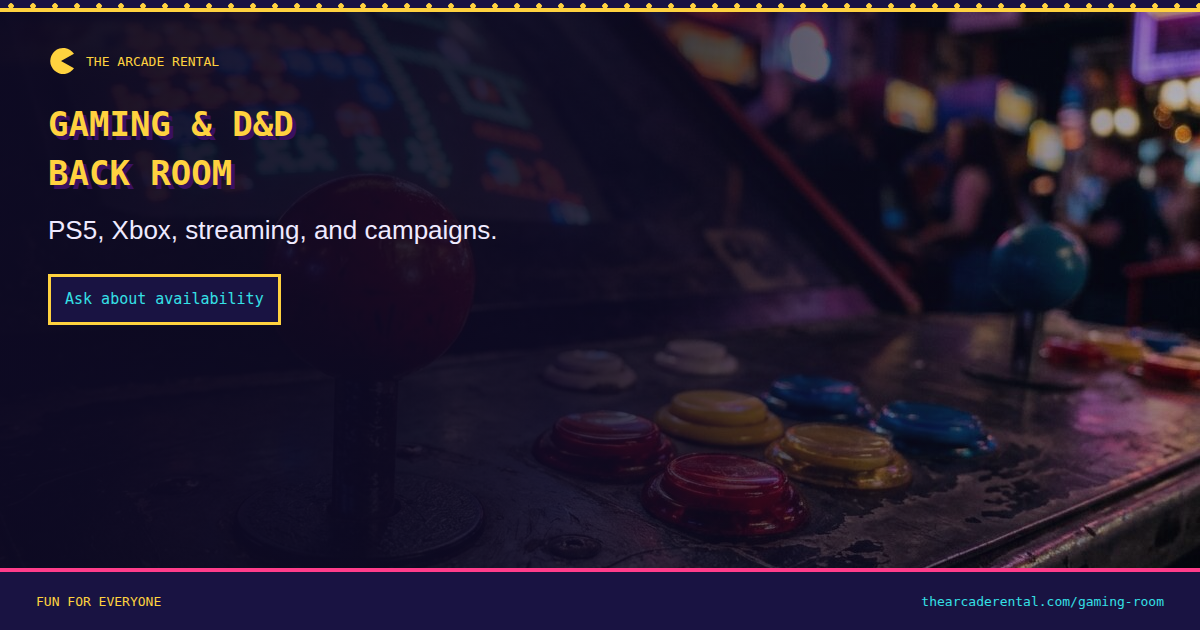 THE ARCADE RENTAL
GAMING & D&D
BACK ROOM
PS5, Xbox, streaming, and campaigns.
Ask about availability
FUN FOR EVERYONE
thearcaderental.com/gaming-room